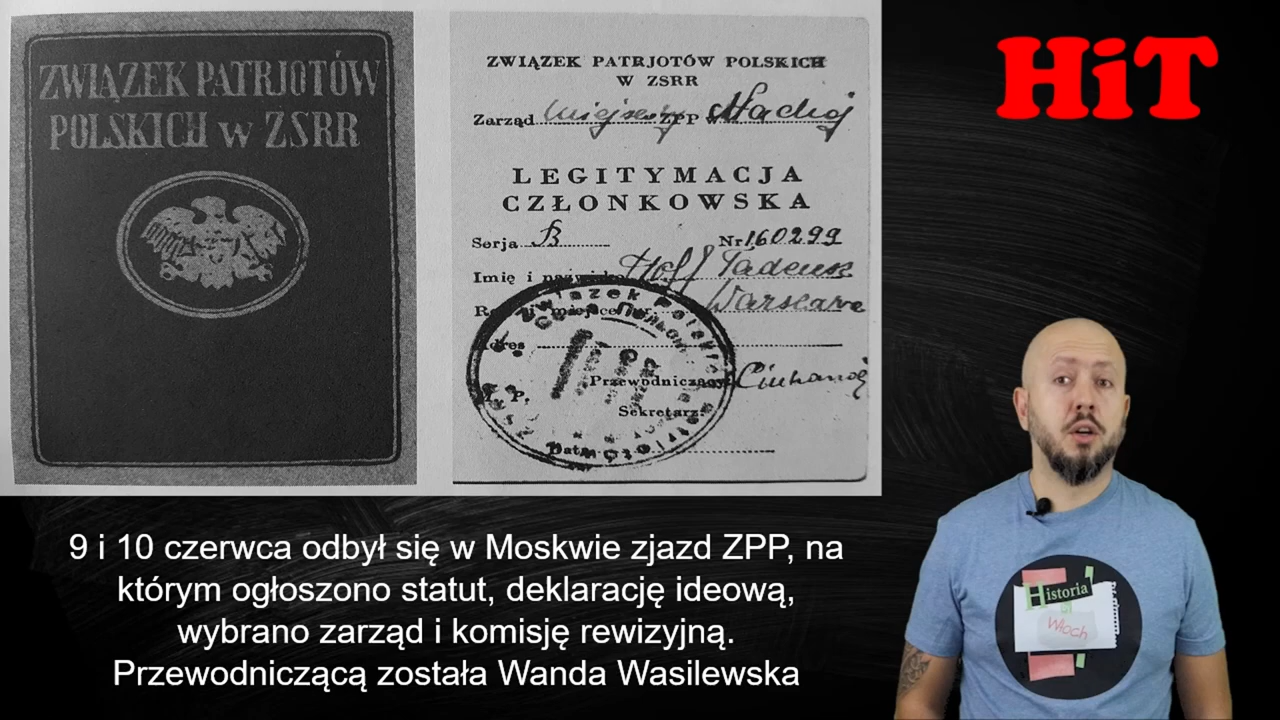 ZWIĄZEK PATRJOTÓW
POLSKICH w ZSRR
ZWIĄZEK PATRJOTÓW POLSKICH
W ZSRR
Zarząd miejscowy ZPP w
LEGITYMACJA
CZŁONKOWSKA
Serja B Nr 160299
Imię i nazwisko Hoff Tadeusz
Warszawa
Adres
Przewodniczący
M. P.
Sekretarz
Data
HiT
Historia
Włoch
9 i 10 czerwca odbył się w Moskwie zjazd ZPP, na
którym ogłoszono statut, deklarację ideową,
wybrano zarząd i komisję rewizyjną.
Przewodniczącą została Wanda Wasilewska